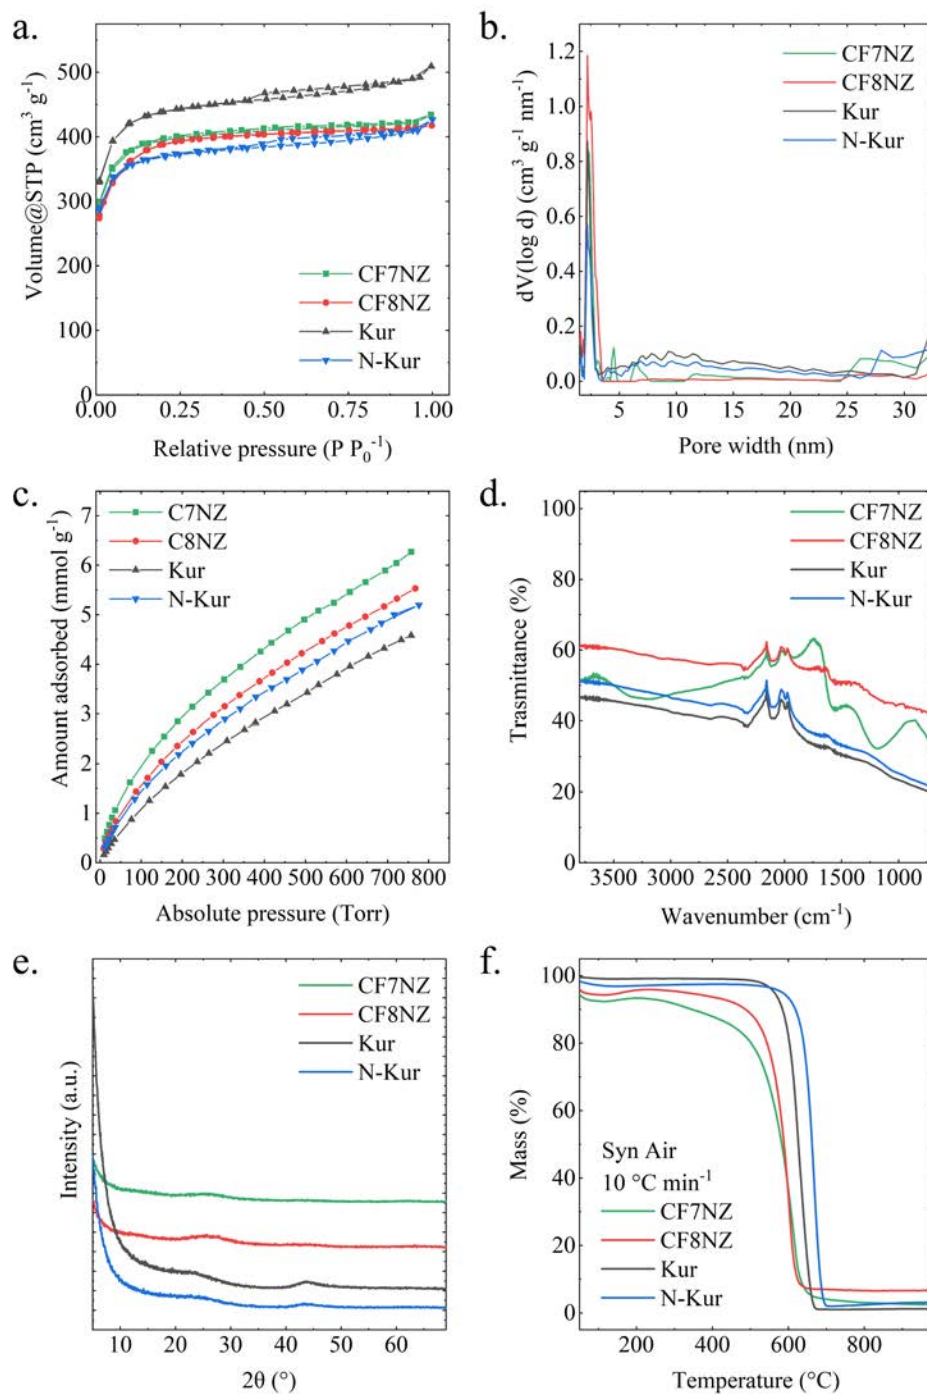 a.
Volume@STP (cm³ g⁻¹)
500
400
300
200
100
0
0.00 0.25 0.50 0.75 1.00
Relative pressure (P P₀⁻¹)
CF7NZ
CF8NZ
Kur
N-Kur
b.
dV(log d) (cm³ g⁻¹ nm⁻¹)
1.2
1.0
0.8
0.6
0.4
0.2
0.0
5 10 15 20 25 30
Pore width (nm)
CF7NZ
CF8NZ
Kur
N-Kur
c.
Amount adsorbed (mmol g⁻¹)
7
6
5
4
3
2
1
0
0 100 200 300 400 500 600 700 800
Absolute pressure (Torr)
C7NZ
C8NZ
Kur
N-Kur
d.
Trasmittance (%)
100
80
60
40
20
0
3500 2500 2000 1500 1000
Wavenumber (cm⁻¹)
CF7NZ
CF8NZ
Kur
N-Kur
e.
Intensity (a.u.)
10 20 30 40 50 60
2θ (°)
CF7NZ
CF8NZ
Kur
N-Kur
f.
Mass (%)
100
80
60
40
20
0
200 400 600 800
Temperature (°C)
Syn Air
10 °C min⁻¹
CF7NZ
CF8NZ
Kur
N-Kur